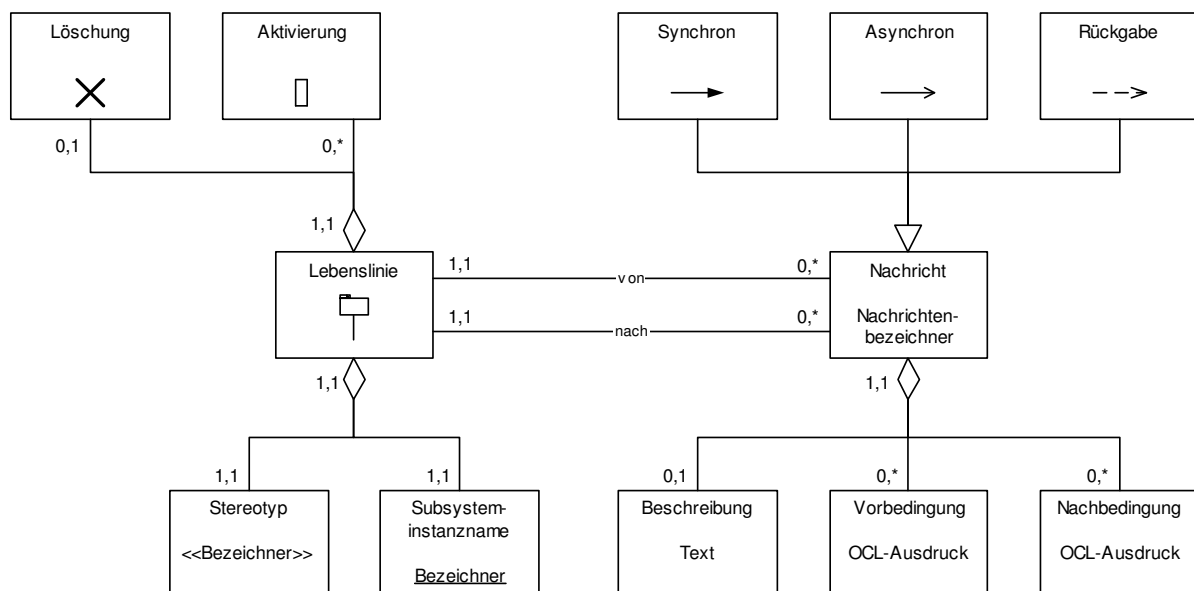 Löschung
Aktivierung
Synchron
Asynchron
Rückgabe
0,1
0,*
1,1
Lebenslinie
1,1
von
0,*
Nachricht
1,1
nach
0,*
Nachrichten-
bezeichner
1,1
1,1
1,1
1,1
0,1
0,*
0,*
Stereotyp
<<Bezeichner>>
Subsystem-
instanzname
Bezeichner
Beschreibung
Text
Vorbedingung
OCL-Ausdruck
Nachbedingung
OCL-Ausdruck